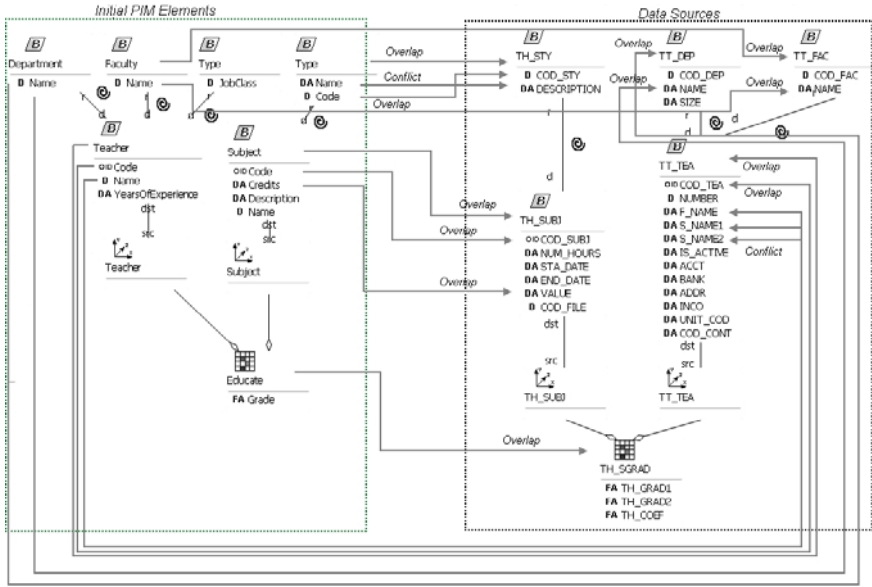 Initial PIM Elements
Data Sources
B
B
B
B
B
B
B
Department
Faculty
Type
Type
Overlap
TH_STY
Overlap
TT_DEP
Overlap
TT_FAC
D Name
D Name
D JobClass
DA Name
D Code
Conflict
Overlap
D COD_STY
DA DESCRIPTION
Overlap
D COD_DEP
DA NAME
DA SIZE
Overlap
D COD_FAC
DA NAME
r
d
r
d
r
d
r
d
r
d
r
d
d
B
Teacher
OID Code
D Name
DA YearsOfExperience
dst
src
Teacher
B
Subject
OID Code
DA Credits
DA Description
D Name
dst
src
Subject
Overlap
Overlap
Overlap
B
TH_SUBJ
OID COD_SUBJ
DA NUM_HOURS
DA STA_DATE
DA END_DATE
DA VALUE
D COD_FILE
dst
src
TH_SUBJ
B
TT_TEA
OID COD_TEA
D NUMBER
DA F_NAME
DA S_NAME1
DA S_NAME2
DA IS_ACTIVE
DA ACCT
DA BANK
DA ADDR
DA INCO
DA UNIT_COD
DA COD_CONT
dst
src
TT_TEA
Overlap
Overlap
Conflict
Educate
FA Grade
Overlap
TH_SGRAD
FA TH_GRAD1
FA TH_GRAD2
FA TH_COEF